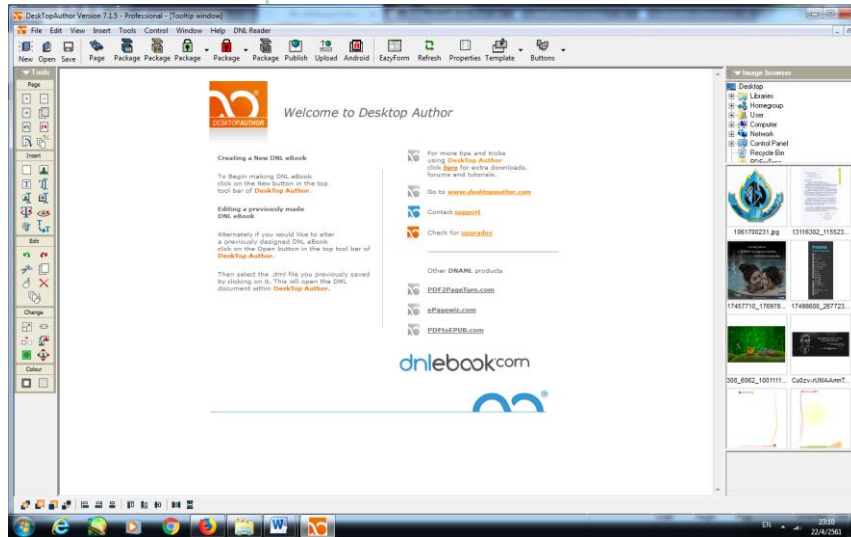 DeskTopAuthor Version 7.1.5 - Professional - [Tooltip window]
File Edit View Insert Tools Control Window Help DNL Reader
New Open Save Page Package Package Package Package Package Publish Upload Android EazyForm Refresh Properties Template Buttons
Tools
Page
Insert
Edit
Change
Colour
DESKTOPAUTHOR
Welcome to Desktop Author
Creating a New DNL eBook
To Begin making DNL eBook
click on the New button in the top
tool bar of DeskTop Author.
Editing a previously made
DNL eBook
Alternately if you would like to alter
a previously designed DNL eBook
click on the Open button in the top tool bar of
DeskTop Author.
Then select the .dnl file you previously saved
by clicking on it. This will open the DNL
document within DeskTop Author.
For more tips and tricks
using DeskTop Author
click here for extra downloads,
forums and tutorials.
Go to www.desktopauthor.com
Contact support
Check for upgrades
Other DNAML products
PDF2PageTurn.com
ePagewiz.com
PDFtoEPUB.com
dnlebook.com
Image browser
Desktop
Libraries
Homegroup
User
Computer
Network
Control Panel
Recycle Bin
1061700231.jpg 13116302_115523...
17457710_176978... 17498600_267723...
308_6062_1001111... Cu0zv-rUMAAmnT...
EN
23:10
22/4/2561